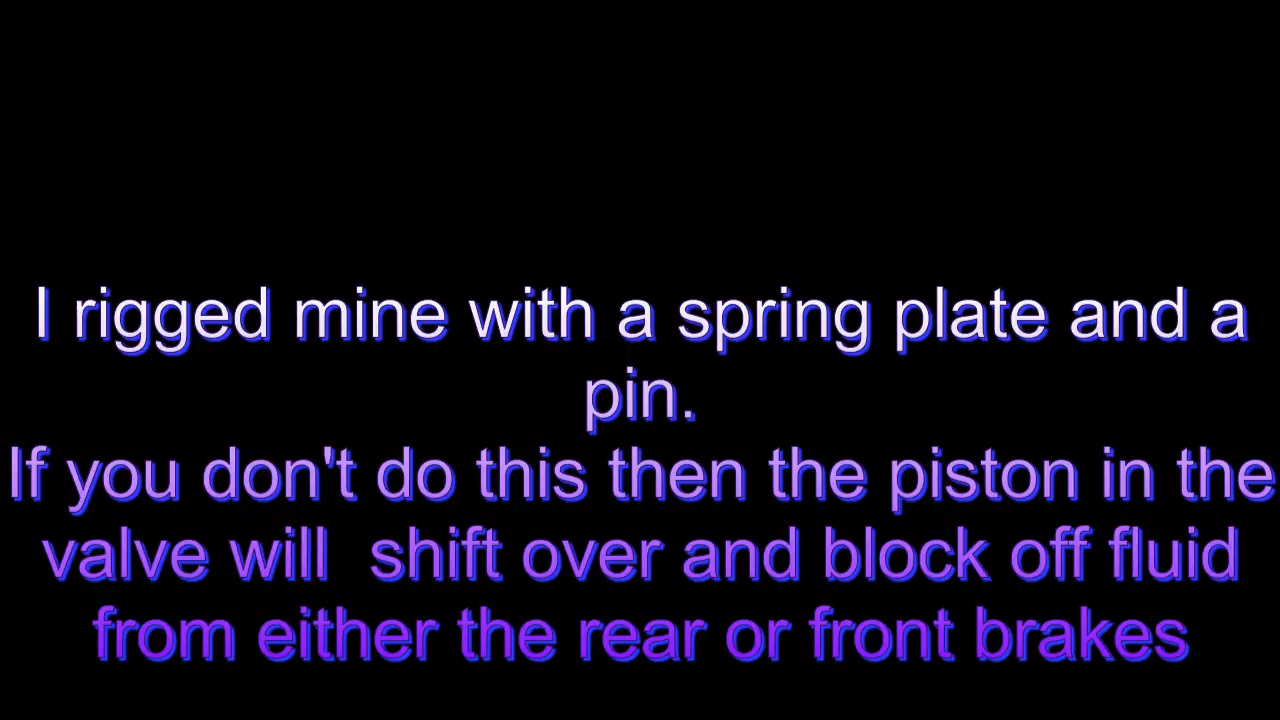 I rigged mine with a spring plate and a
pin.
If you don't do this then the piston in the
valve will  shift over and block off fluid
from either the rear or front brakes